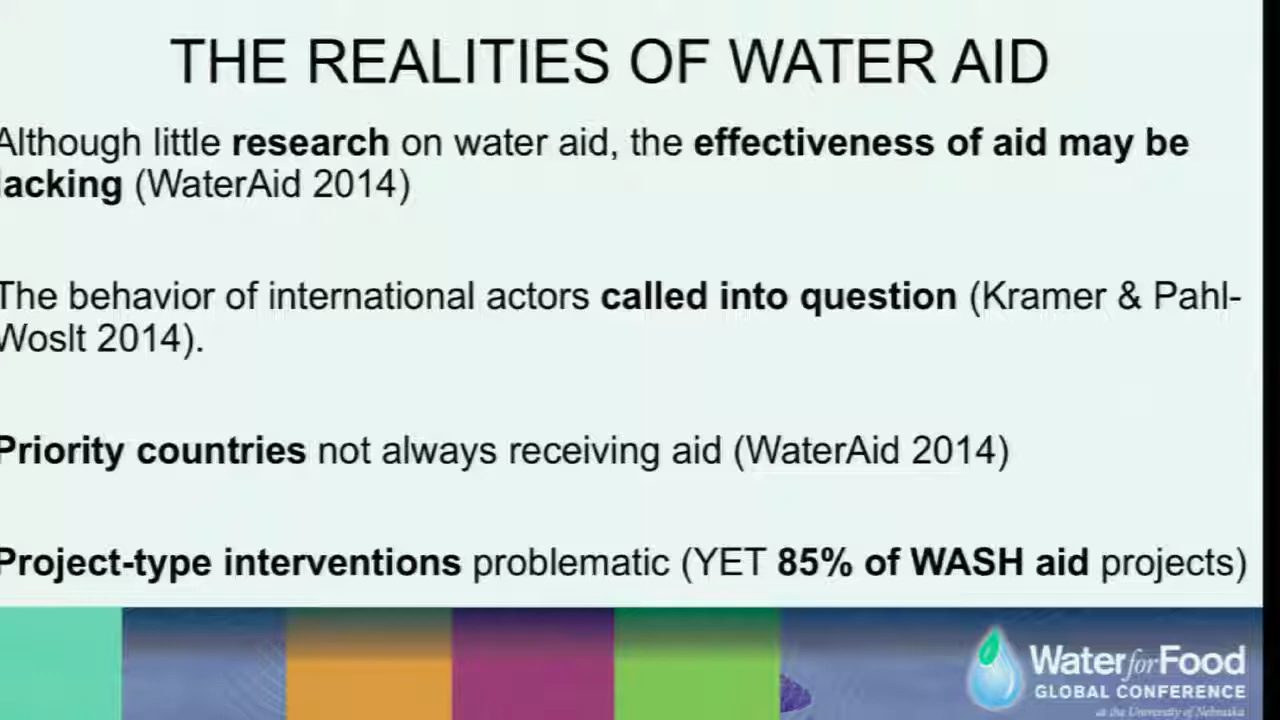 THE REALITIES OF WATER AID
Although little research on water aid, the effectiveness of aid may be
lacking (WaterAid 2014)
The behavior of international actors called into question (Kramer & Pahl-
Woslt 2014).
Priority countries not always receiving aid (WaterAid 2014)
Project-type interventions problematic (YET 85% of WASH aid projects)
Water for Food
GLOBAL CONFERENCE
at the University of Nebraska